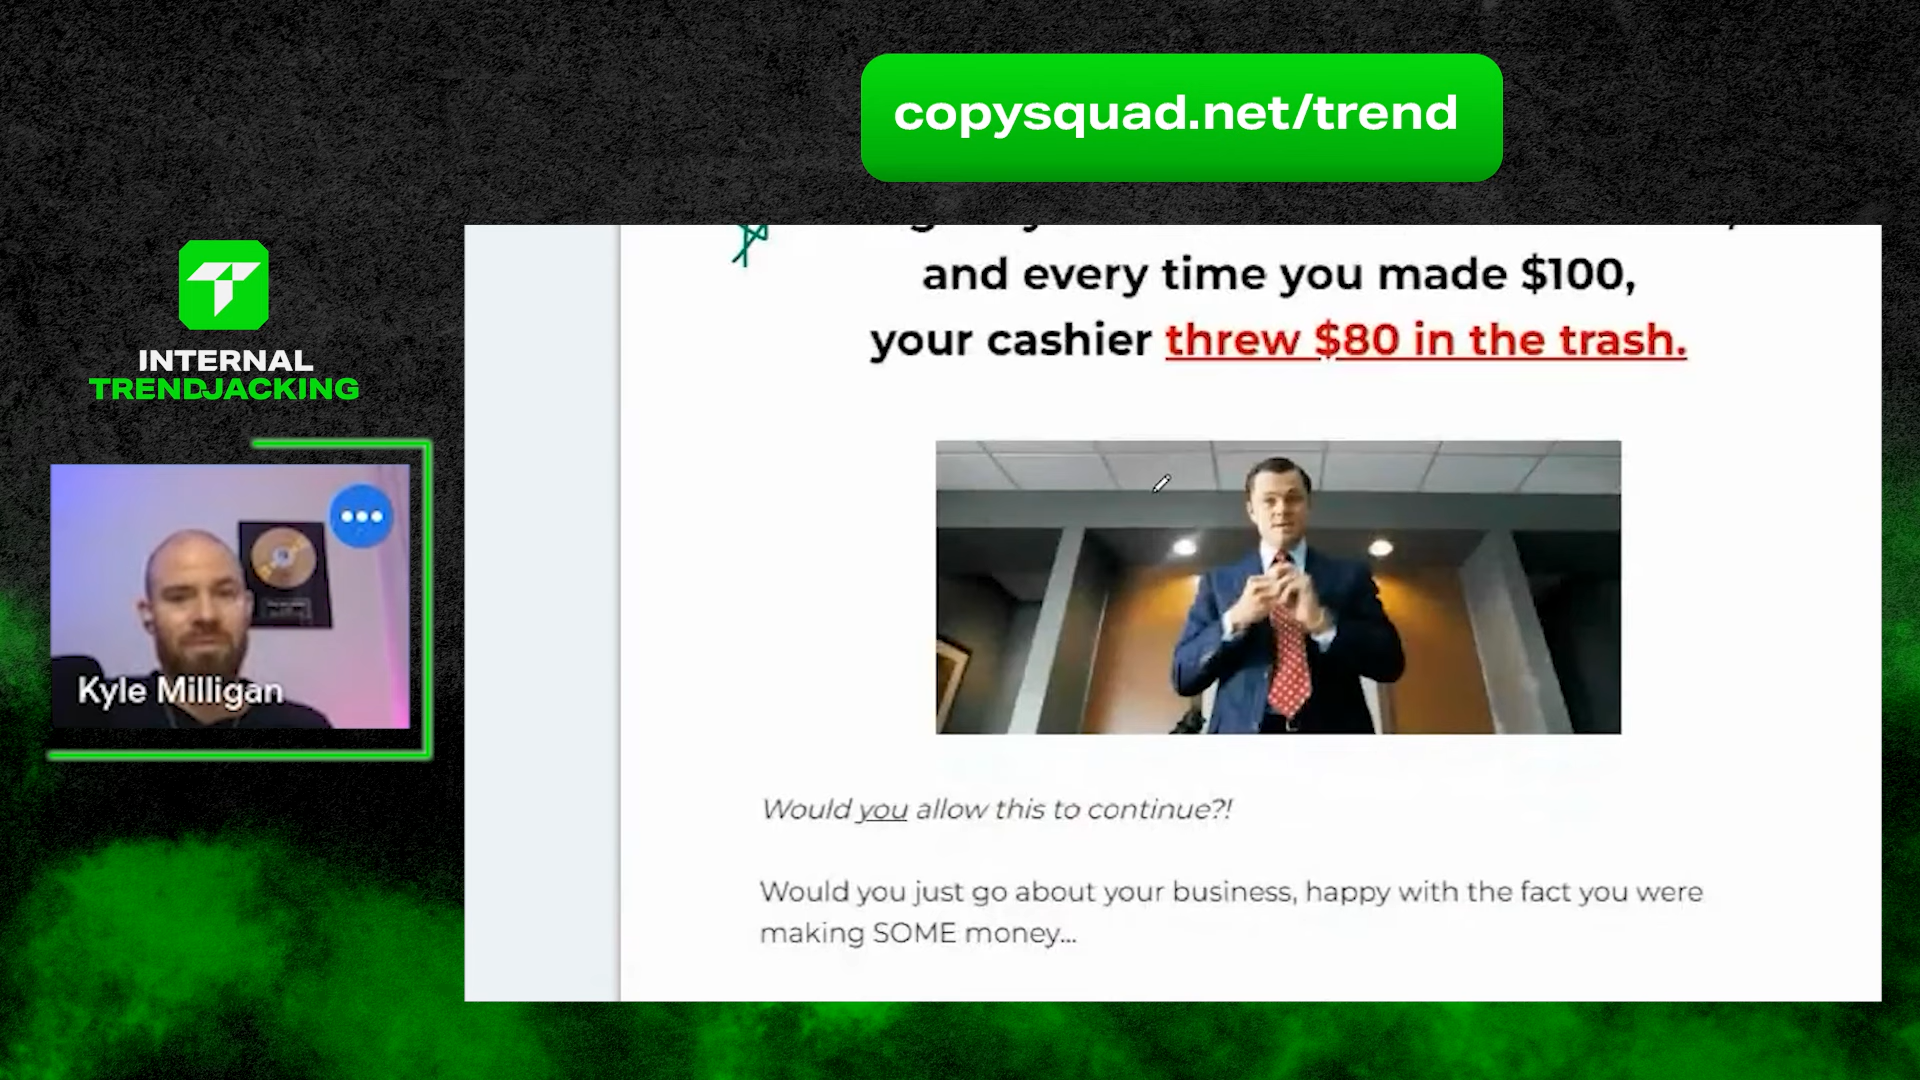 copysquad.net/trend
INTERNAL
TRENDJACKING
Kyle Milligan
and every time you made $100,
your cashier threw $80 in the trash.
Would you allow this to continue?!
Would you just go about your business, happy with the fact you were
making SOME money...